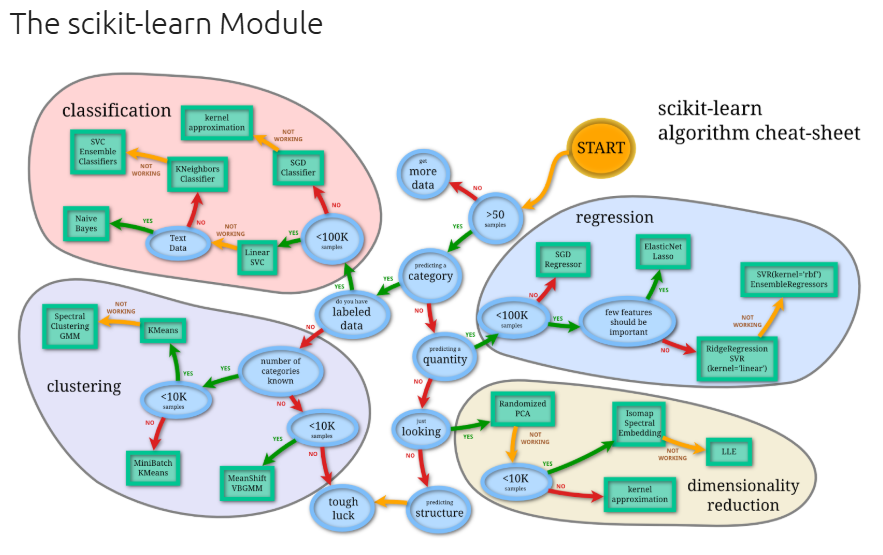 The scikit-learn Module
scikit-learn
algorithm cheat-sheet
START
classification
kernel
approximation
NOT
WORKING
SVC
Ensemble
Classifiers
NOT
WORKING
KNeighbors
Classifier
SGD
Classifier
NO
Naive
Bayes
YES
Text
Data
NO
NOT
WORKING
Linear
SVC
YES
<100K
samples
YES
get
more
data
NO
>50
samples
YES
predicting a
category
YES
NO
do you have
labeled
data
NO
predicting a
quantity
YES
NO
regression
SGD
Regressor
NO
<100K
samples
YES
ElasticNet
Lasso
YES
few features
should be
important
NO
SVR(kernel='rbf')
EnsembleRegressors
NOT
WORKING
RidgeRegression
SVR
(kernel='linear')
clustering
Spectral
Clustering
GMM
NOT
WORKING
KMeans
YES
number of
categories
known
YES
NO
<10K
samples
NO
MiniBatch
KMeans
<10K
samples
YES
NO
MeanShift
VBGMM
tough
luck
just
looking
YES
NO
predicting
structure
Randomized
PCA
NOT
WORKING
<10K
samples
YES
NO
Isomap
Spectral
Embedding
NOT
WORKING
LLE
kernel
approximation
dimensionality
reduction